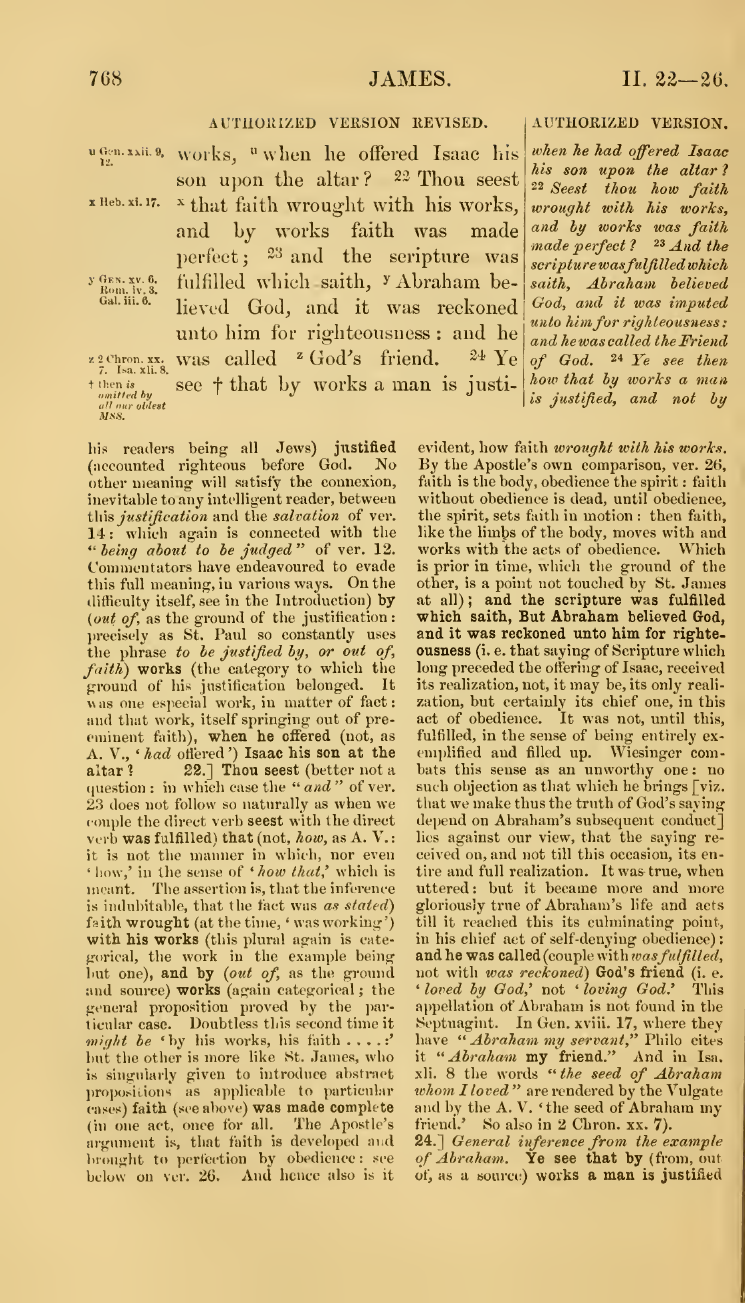 768 JAMES. II. 22—26.
AUTHORIZED VERSION REVISED.
u Gen. xxii. 9,
12.
works, u when he offered Isaac his
son upon the altar? 22 Thou seest
x Heb. xi. 17.
x that faith wrought with his works,
and by works faith was made
perfect; 23 and the scripture was
y Gen. xv. 6.
Rom. iv. 3.
Gal. iii. 6.
fulfilled which saith, y Abraham be-
lieved God, and it was reckoned
unto him for righteousness: and he
z 2 Chron. xx.
7. Isa. xli. 8.
was called z God's friend. 24 Ye
† then is
omitted by
all our oldest
MSS.
see † that by works a man is justi-
AUTHORIZED VERSION.
when he had offered Isaac
his son upon the altar?
22 Seest thou how faith
wrought with his works,
and by works was faith
made perfect? 23 And the
scripture was fulfilled which
saith, Abraham believed
God, and it was imputed
unto him for righteousness:
and he was called the Friend
of God. 24 Ye see then
how that by works a man
is justified, and not by
his readers being all Jews) justified
(accounted righteous before God. No
other meaning will satisfy the connexion,
inevitable to any intelligent reader, between
this justification and the salvation of ver.
14: which again is connected with the
“being about to be judged” of ver. 12.
Commentators have endeavoured to evade
this full meaning, in various ways. On the
difficulty itself, see in the Introduction) by
(out of, as the ground of the justification:
precisely as St. Paul so constantly uses
the phrase to be justified by, or out of,
faith) works (the category to which the
ground of his justification belonged. It
was one especial work, in matter of fact:
and that work, itself springing out of pre-
eminent faith), when he offered (not, as
A. V., ‘had offered’) Isaac his son at the
altar? 22.] Thou seest (better not a
question: in which case the “and” of ver.
23 does not follow so naturally as when we
couple the direct verb seest with the direct
verb was fulfilled) that (not, how, as A. V.:
it is not the manner in which, nor even
‘how,’ in the sense of ‘how that,’ which is
meant. The assertion is, that the inference
is indubitable, that the fact was as stated)
faith wrought (at the time, ‘was working’)
with his works (this plural again is cate-
gorical, the work in the example being
but one), and by (out of, as the ground
and source) works (again categorical; the
general proposition proved by the par-
ticular case. Doubtless this second time it
might be ‘by his works, his faith . . . .:’
but the other is more like St. James, who
is singularly given to introduce abstract
propositions as applicable to particular
cases) faith (see above) was made complete
(in one act, once for all. The Apostle's
argument is, that faith is developed and
brought to perfection by obedience: see
below on ver. 26. And hence also is it
evident, how faith wrought with his works.
By the Apostle's own comparison, ver. 26,
faith is the body, obedience the spirit: faith
without obedience is dead, until obedience,
the spirit, sets faith in motion: then faith,
like the limbs of the body, moves with and
works with the acts of obedience. Which
is prior in time, which the ground of the
other, is a point not touched by St. James
at all); and the scripture was fulfilled
which saith, But Abraham believed God,
and it was reckoned unto him for righte-
ousness (i. e. that saying of Scripture which
long preceded the offering of Isaac, received
its realization, not, it may be, its only reali-
zation, but certainly its chief one, in this
act of obedience. It was not, until this,
fulfilled, in the sense of being entirely ex-
emplified and filled up. Wiesinger com-
bats this sense as an unworthy one: no
such objection as that which he brings [viz.
that we make thus the truth of God's saying
depend on Abraham's subsequent conduct]
lies against our view, that the saying re-
ceived on, and not till this occasion, its en-
tire and full realization. It was true, when
uttered: but it became more and more
gloriously true of Abraham's life and acts
till it reached this its culminating point,
in his chief act of self-denying obedience):
and he was called (couple with was fulfilled,
not with was reckoned) God's friend (i. e.
‘loved by God,’ not ‘loving God.’ This
appellation of Abraham is not found in the
Septuagint. In Gen. xviii. 17, where they
have “Abraham my servant,” Philo cites
it “Abraham my friend.” And in Isa.
xli. 8 the words “the seed of Abraham
whom I loved” are rendered by the Vulgate
and by the A. V. ‘the seed of Abraham my
friend.’ So also in 2 Chron. xx. 7).
24.] General inference from the example
of Abraham. Ye see that by (from, out
of, as a source) works a man is justified